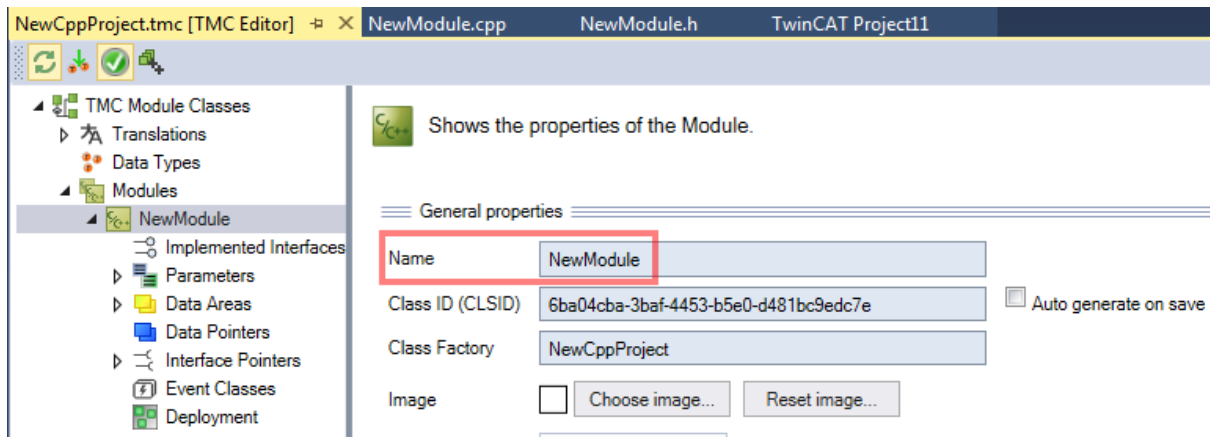 NewCppProject.tmc [TMC Editor] NewModule.cpp NewModule.h TwinCAT Project11
TMC Module Classes
Translations
Data Types
Modules
NewModule
Implemented Interfaces
Parameters
Data Areas
Data Pointers
Interface Pointers
Event Classes
Deployment
C/C++ Shows the properties of the Module.
General properties
Name NewModule
Class ID (CLSID) 6ba04cba-3baf-4453-b5e0-d481bc9edc7e Auto generate on save
Class Factory NewCppProject
Image Choose image... Reset image...